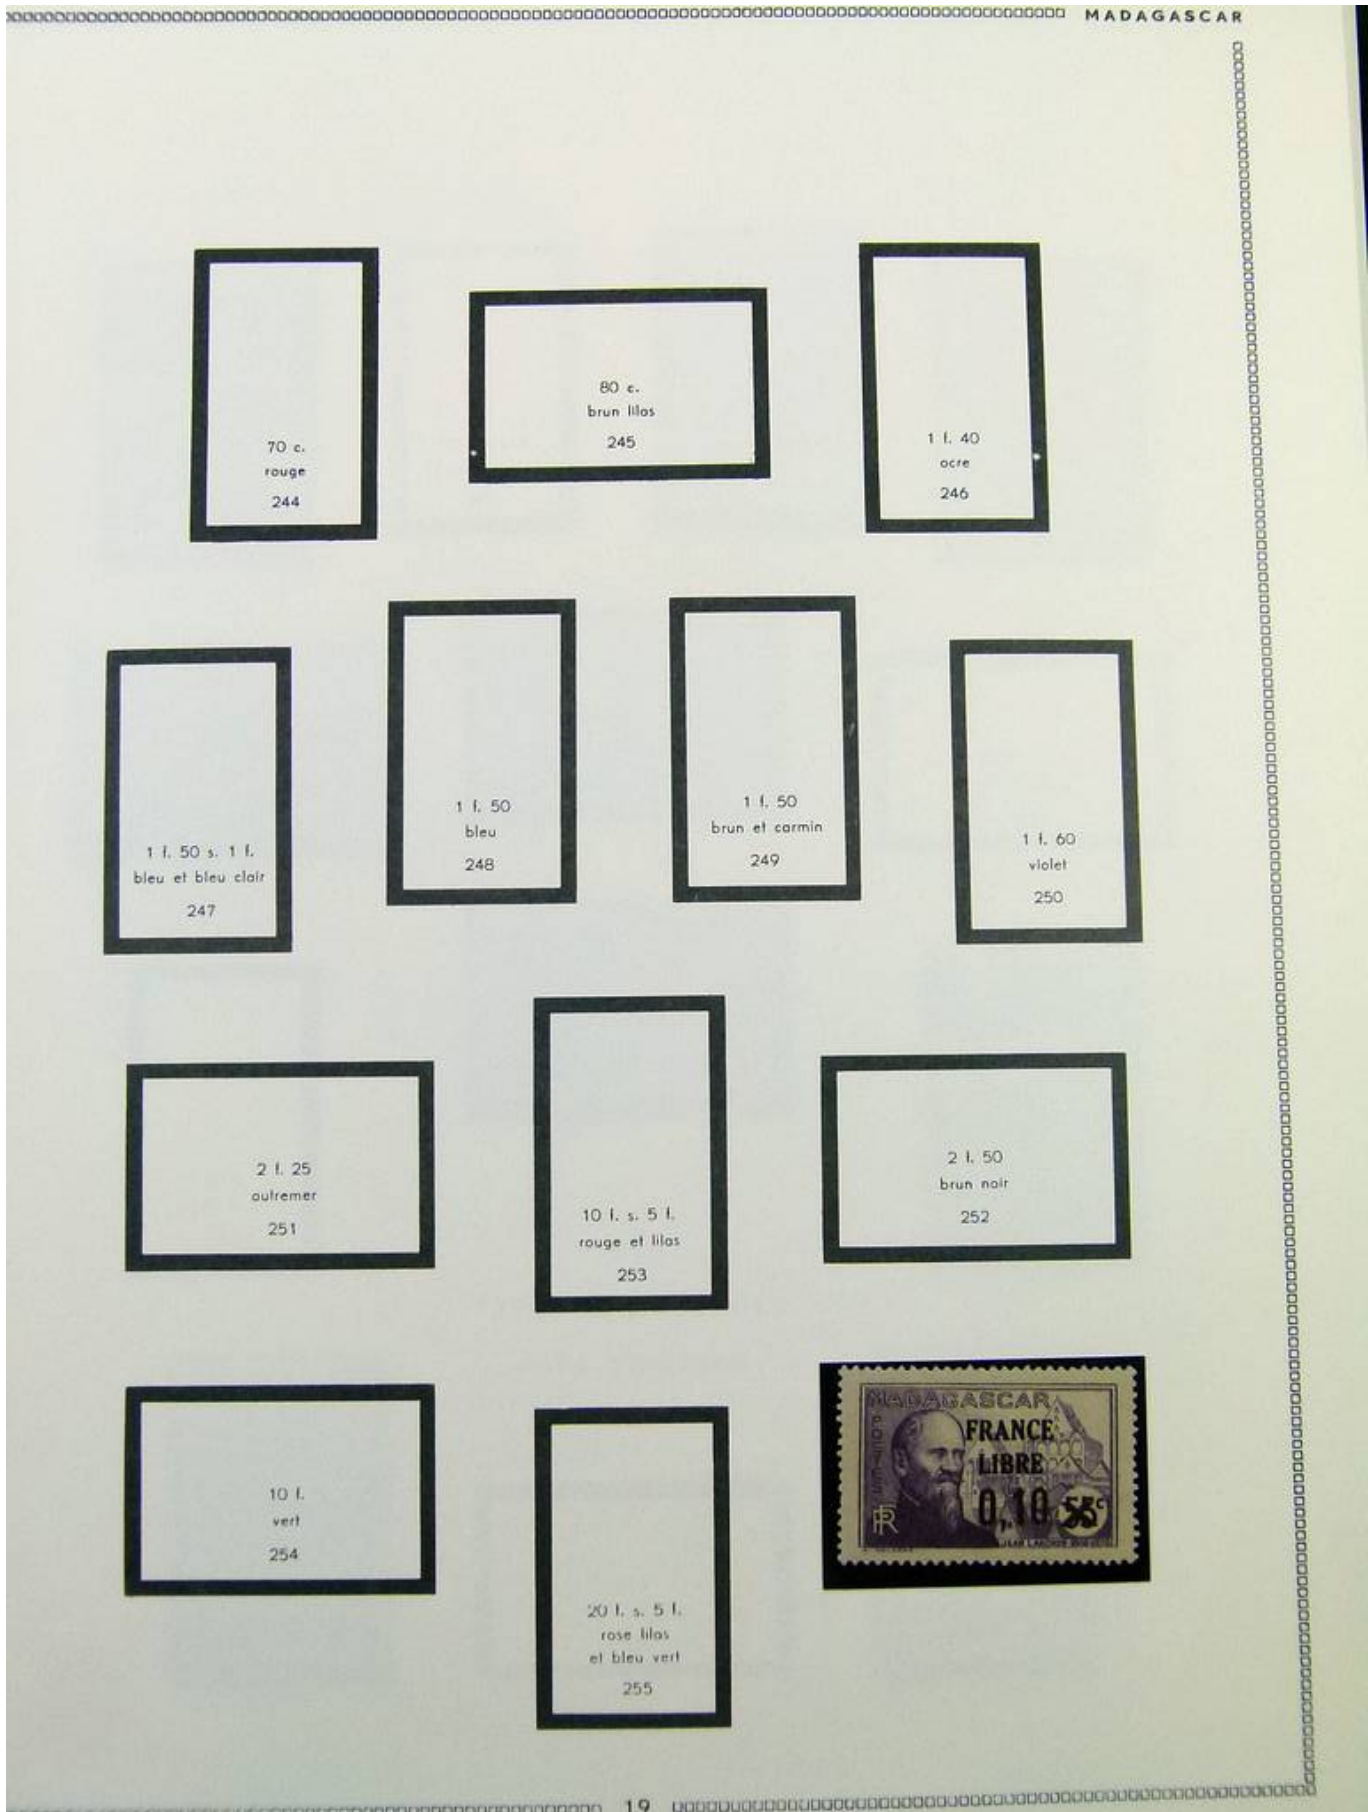 MADAGASCAR
70 c.
rouge
244
80 c.
brun lilas
245
1 f. 40
ocre
246
1 f. 50 s. 1 f.
bleu et bleu clair
247
1 f. 50
bleu
248
1 f. 50
brun et carmin
249
1 f. 60
violet
250
2 f. 25
outremer
251
10 f. s. 5 f.
rouge et lilas
253
2 f. 50
brun noir
252
10 f.
vert
254
20 f. s. 5 f.
rose lilas
et bleu vert
255
MADAGASCAR
POSTES
FRANCE
LIBRE
0,10 55c
RF
JEAN LABORDE
19